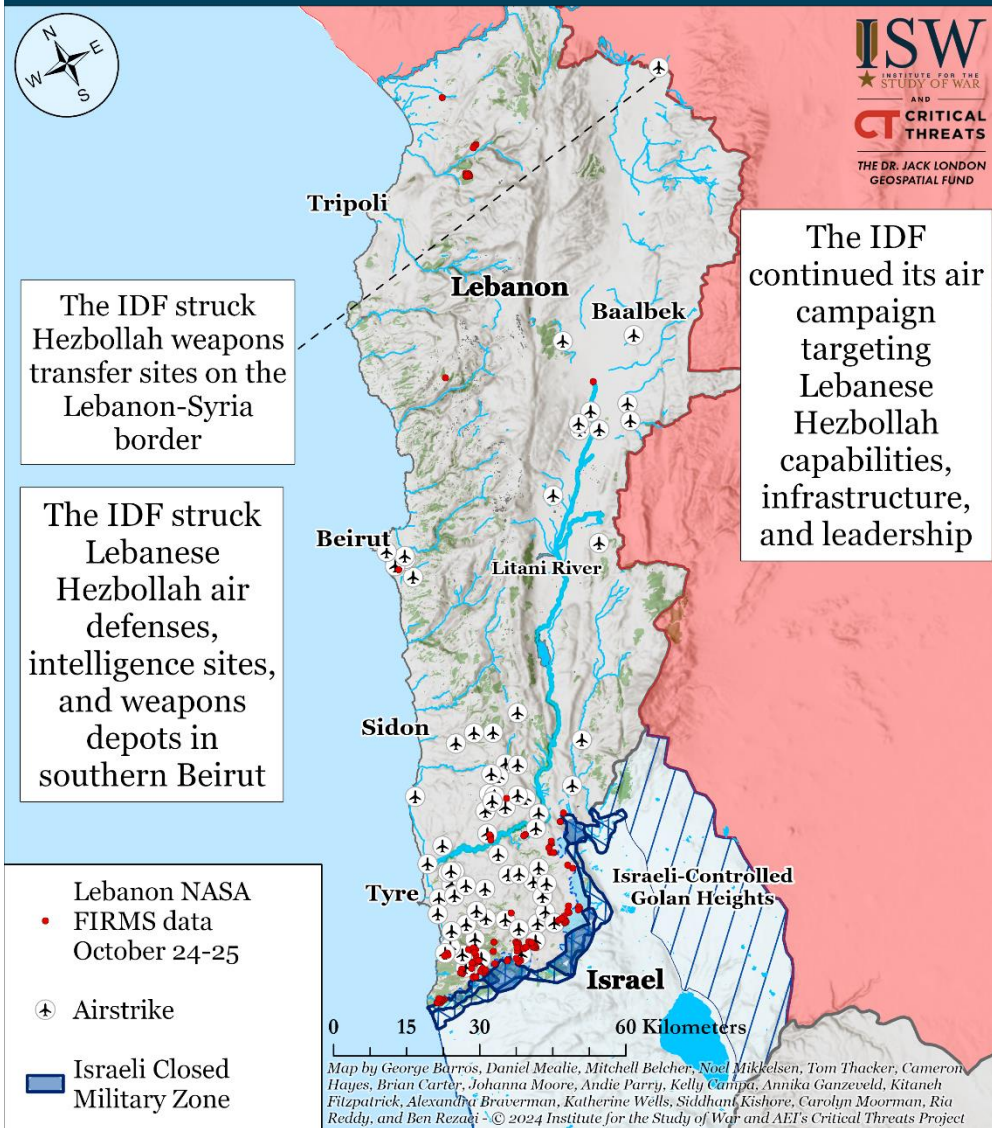 N
E
W
S
ISW
INSTITUTE FOR THE
STUDY OF WAR
AND
CT CRITICAL
THREATS
THE DR. JACK LONDON
GEOSPATIAL FUND
Tripoli
The IDF
continued its air
campaign
targeting
Lebanese
Hezbollah
capabilities,
infrastructure,
and leadership
Lebanon
Baalbek
The IDF struck
Hezbollah weapons
transfer sites on the
Lebanon-Syria
border
The IDF struck
Lebanese
Hezbollah air
defenses,
intelligence sites,
and weapons
depots in
southern Beirut
Beirut
Litani River
Sidon
Tyre
Israeli-Controlled
Golan Heights
Israel
Lebanon NASA
FIRMS data
October 24-25
Airstrike
Israeli Closed
Military Zone
0 15 30 60 Kilometers
Map by George Barros, Daniel Mealie, Mitchell Belcher, Noel Mikkelsen, Tom Thacker, Cameron
Hayes, Brian Carter, Johanna Moore, Andie Parry, Kelly Campa, Annika Ganzeveld, Kitaneh
Fitzpatrick, Alexandra Braverman, Katherine Wells, Siddhant Kishore, Carolyn Moorman, Ria
Reddy, and Ben Rezaei - © 2024 Institute for the Study of War and AEI's Critical Threats Project